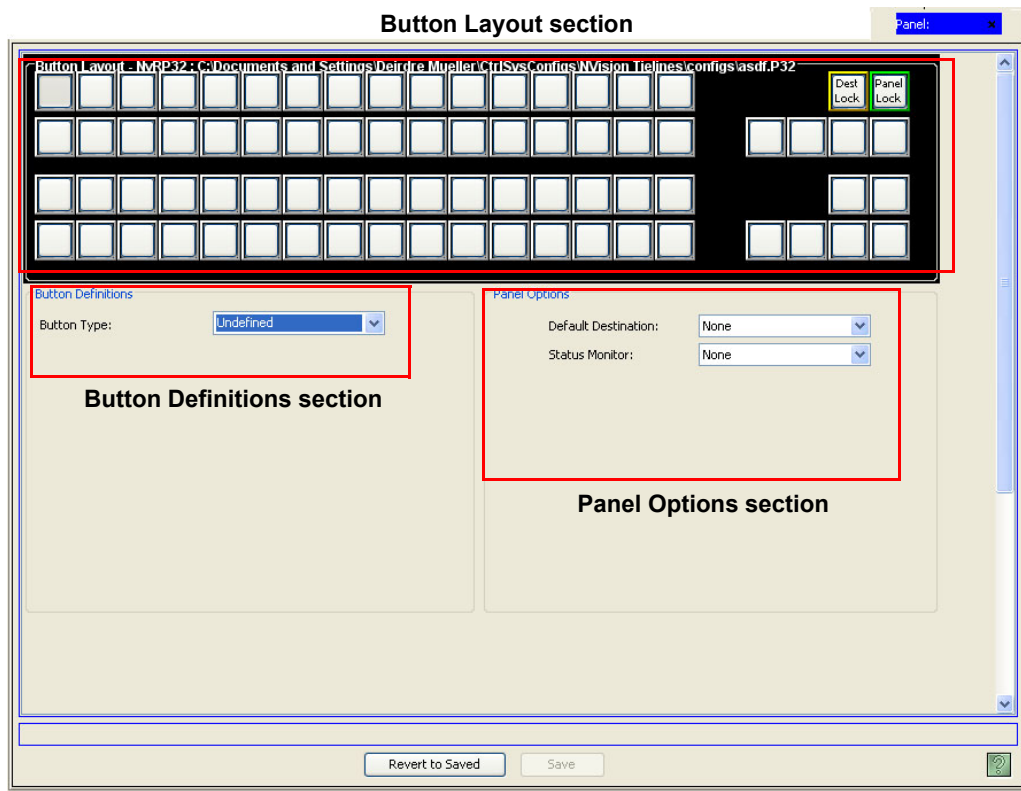 Button Layout section
Panel:
Button Layout - NVRP32 : C:\Documents and Settings\Deirdre Mueller\CtrlSysConfigs\NVision Tielines\configs\asdf.P32
Dest Lock
Panel Lock
Button Definitions
Button Type:
Undefined
Button Definitions section
Panel Options
Default Destination:
None
Status Monitor:
None
Panel Options section
Revert to Saved
Save
?